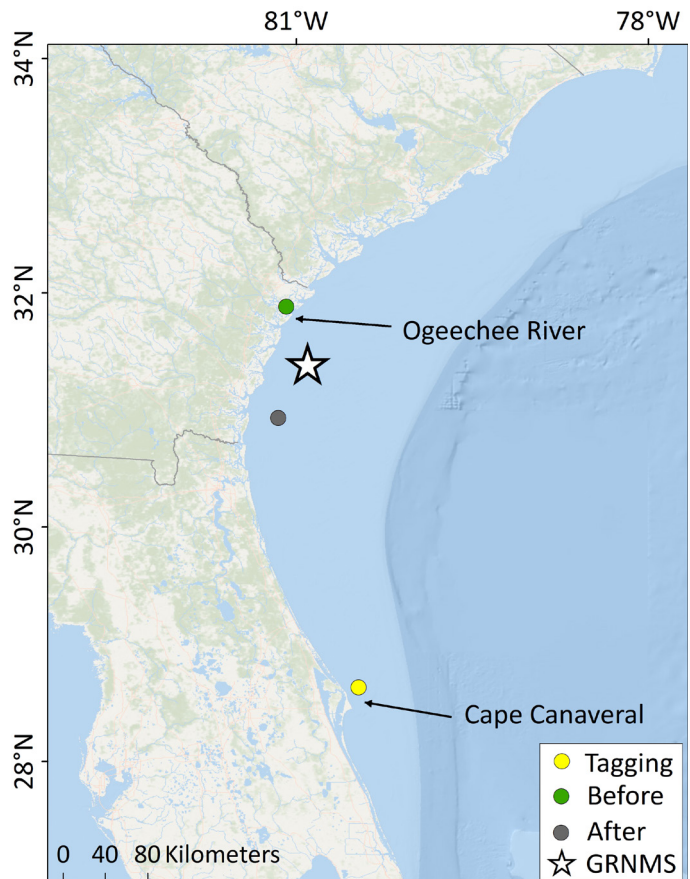 81°W 78°W
34°N
32°N
Ogeechee River
30°N
Cape Canaveral
28°N
Tagging
Before
After
GRNMS
0 40 80 Kilometers